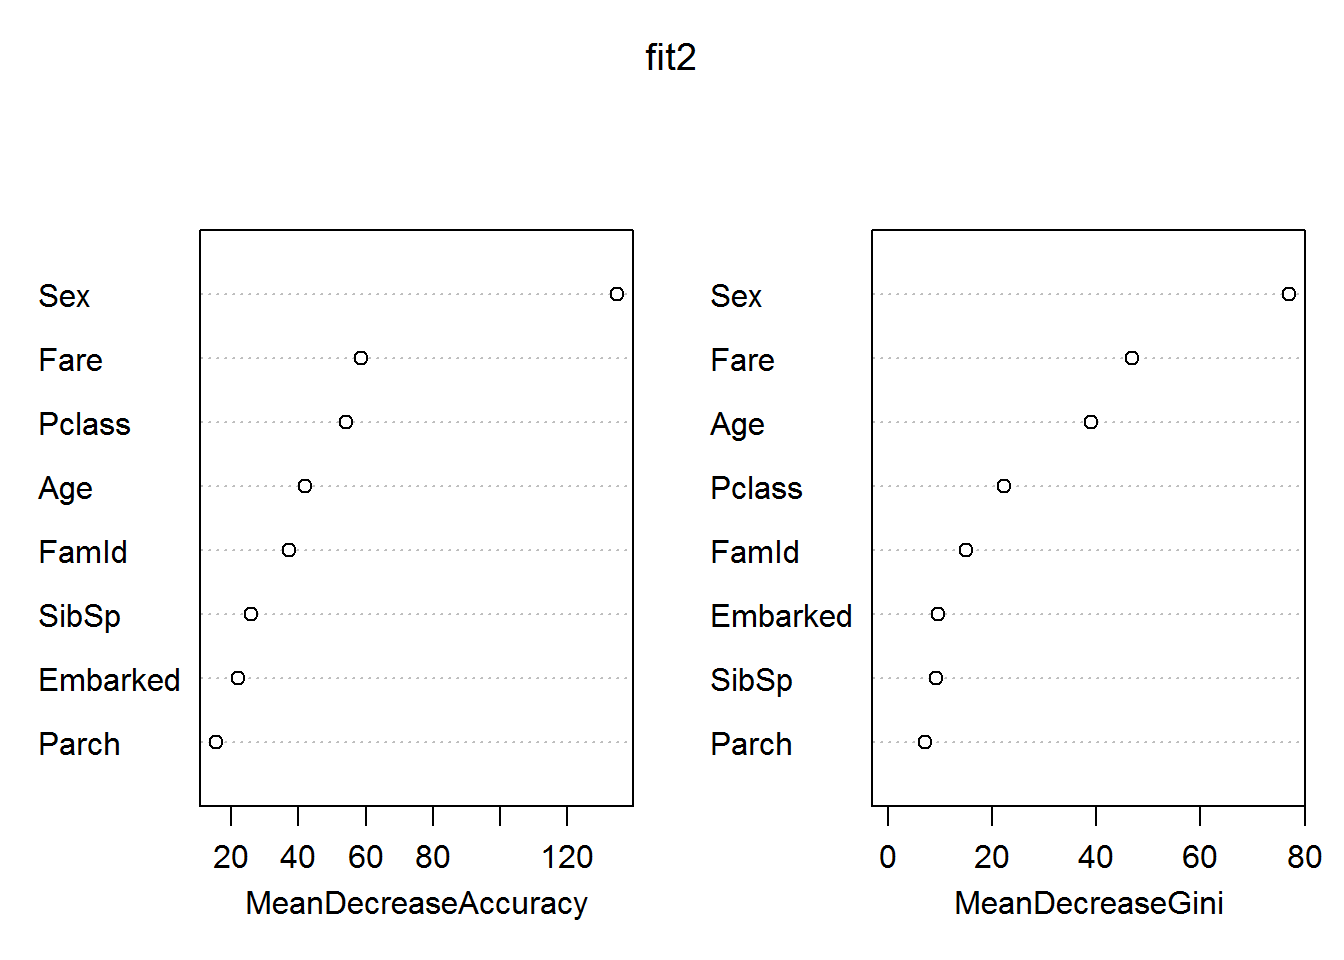 fit2
Sex
Fare
Pclass
Age
FamId
SibSp
Embarked
Parch
20 40 60 80 120
MeanDecreaseAccuracy
Sex
Fare
Age
Pclass
FamId
Embarked
SibSp
Parch
0 20 40 60 80
MeanDecreaseGini